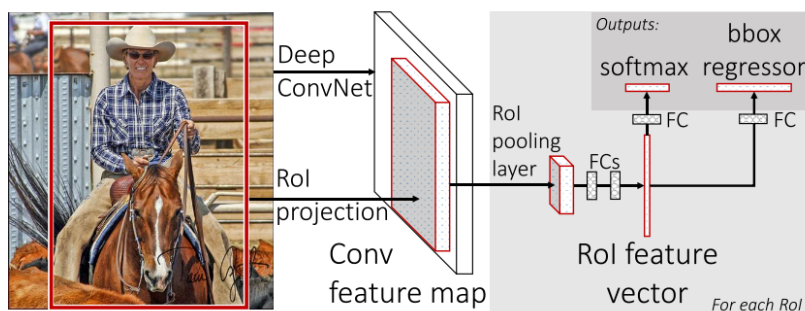 Deep
ConvNet
RoI
projection
Conv
feature map
RoI
pooling
layer
FCs
RoI feature
vector
For each RoI
Outputs:
softmax
bbox
regressor
FC
FC